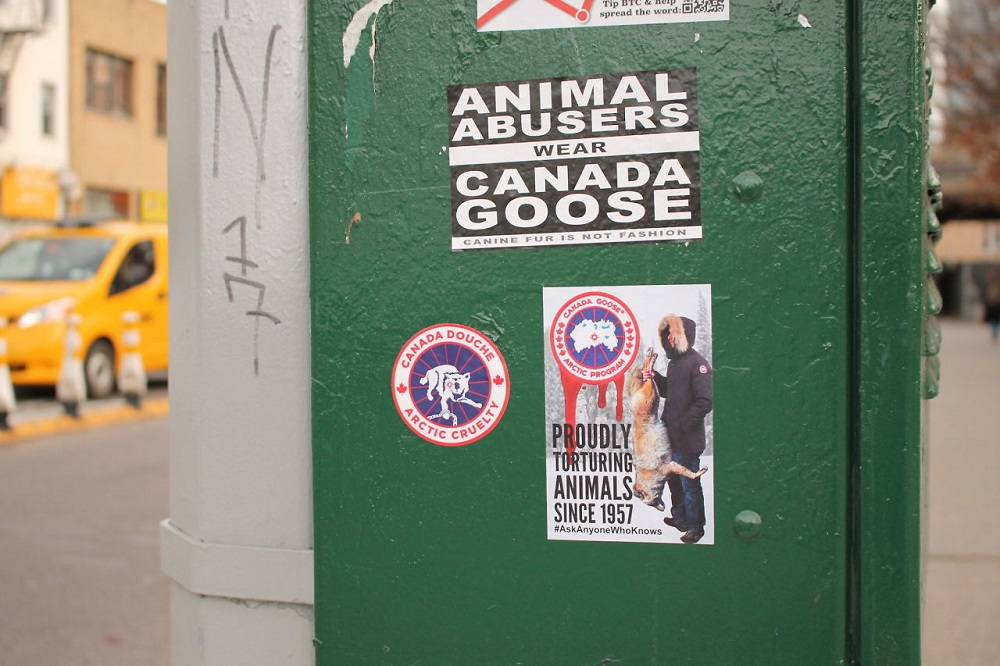 Tip BTC & help
spread the word:
N
ANIMAL
ABUSERS
WEAR
CANADA
GOOSE
CANINE FUR IS NOT FASHION
CANADA DOUCHE
ARCTIC CRUELTY
CANADA GOOSE®
ARCTIC PROGRAM
PROUDLY
TORTURING
ANIMALS
SINCE 1957
#AskAnyoneWhoKnows